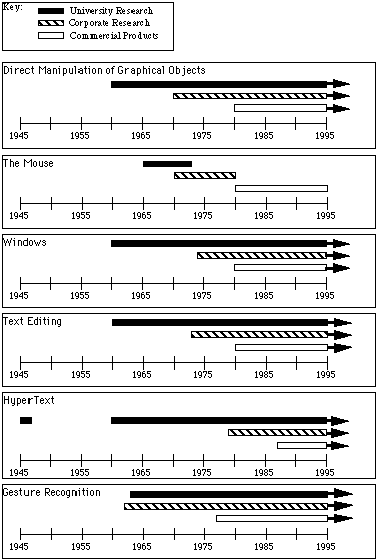 Key:
University Research
Corporate Research
Commercial Products
Direct Manipulation of Graphical Objects
1945 1955 1965 1975 1985 1995
The Mouse
1945 1955 1965 1975 1985 1995
Windows
1945 1955 1965 1975 1985 1995
Text Editing
1945 1955 1965 1975 1985 1995
HyperText
1945 1955 1965 1975 1985 1995
Gesture Recognition
1945 1955 1965 1975 1985 1995